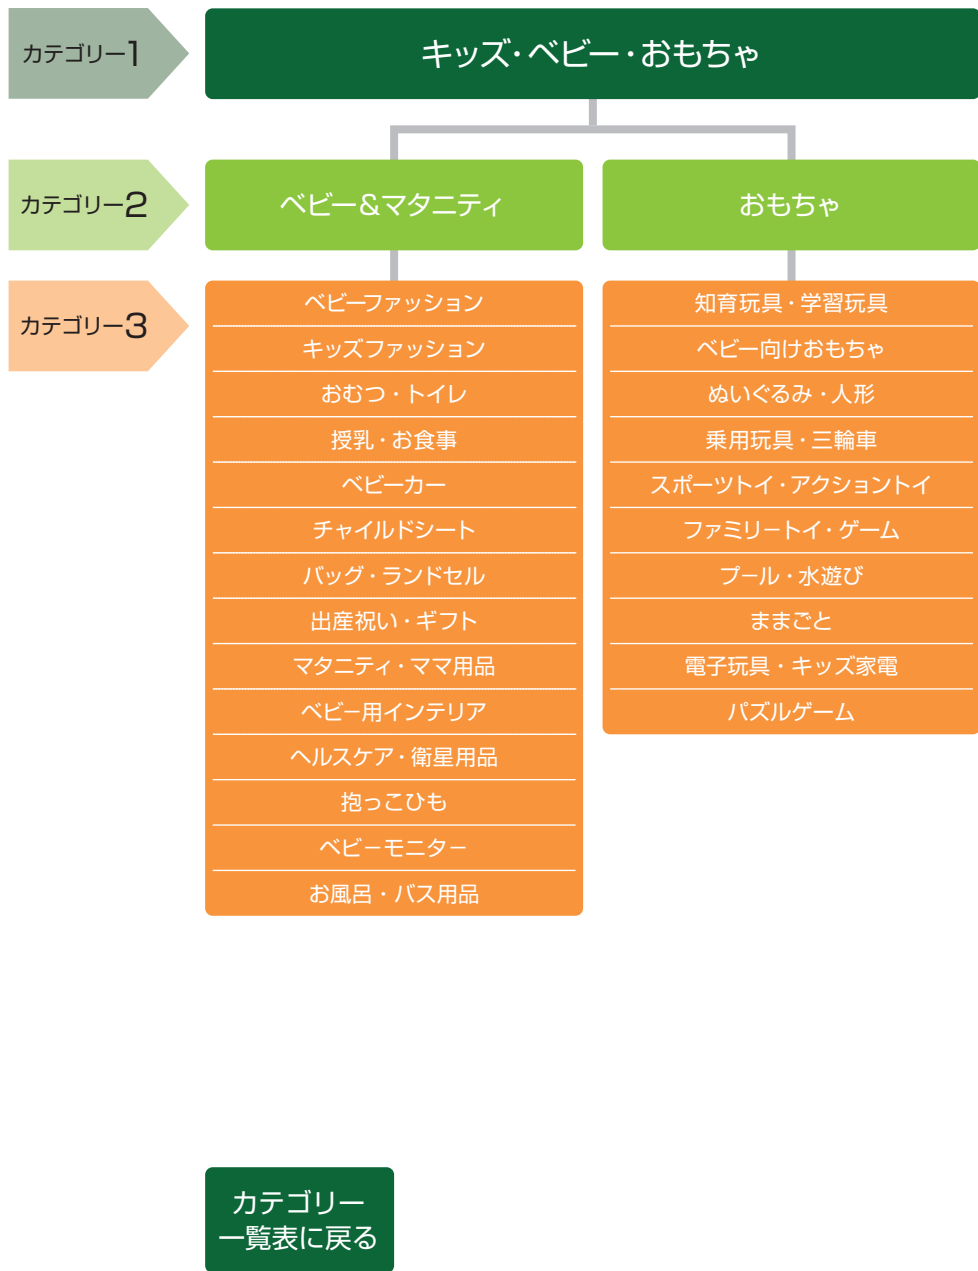 カテゴリー1
キッズ・ベビー・おもちゃ
カテゴリー2
ベビー&マタニティ
おもちゃ
カテゴリー3
ベビーファッション
キッズファッション
おむつ・トイレ
授乳・お食事
ベビーカー
チャイルドシート
バッグ・ランドセル
出産祝い・ギフト
マタニティ・ママ用品
ベビー用インテリア
ヘルスケア・衛星用品
抱っこひも
ベビーモニター
お風呂・バス用品
知育玩具・学習玩具
ベビー向けおもちゃ
ぬいぐるみ・人形
乗用玩具・三輪車
スポーツトイ・アクショントイ
ファミリートイ・ゲーム
プール・水遊び
ままごと
電子玩具・キッズ家電
パズルゲーム
カテゴリー
一覧表に戻る